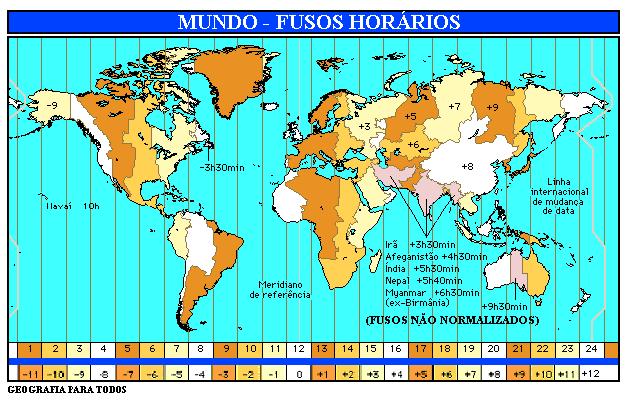 MUNDO - FUSOS HORÁRIOS
-9
+3
+5
+7
+9
+6
+8
-3h30min
Havaí 10h
Linha
internacional
de mudança
de data
Meridiano
de referência
Irã +3h30min
Afeganistão +4h30min
Índia +5h30min
Nepal +5h40min
Myanmar +6h30min
(ex-Birmânia)
+9h30min
(FUSOS NÃO NORMALIZADOS)
1 2 3 4 5 6 7 8 9 10 11 12 13 14 15 16 17 18 19 20 21 22 23 24
-11 -10 -9 -8 -7 -6 -5 -4 -3 -2 -1 0 +1 +2 +3 +4 +5 +6 +7 +8 +9 +10 +11 +12
GEOGRAFIA PARA TODOS